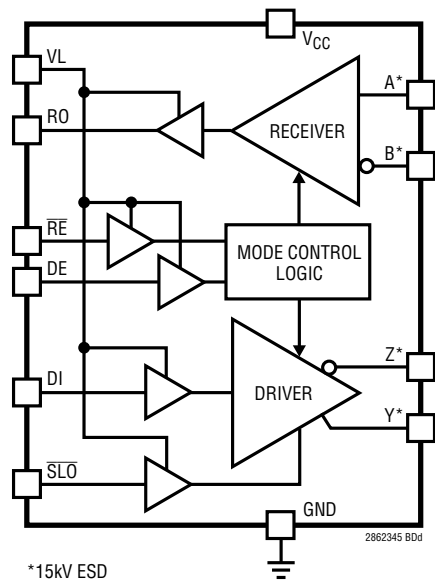 VCC
VL
A*
RO
RECEIVER
B*
RE
MODE CONTROL
LOGIC
DE
Z*
DI
DRIVER
Y*
SLO
GND
2862345 BDd
*15kV ESD